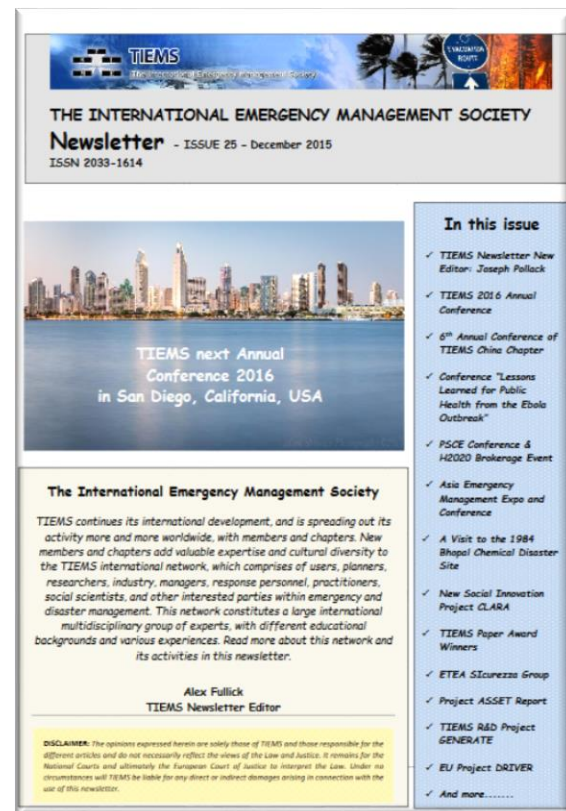 TIEMS
The International Emergency Management Society
EVACUATION
ROUTE
THE INTERNATIONAL EMERGENCY MANAGEMENT SOCIETY
Newsletter - ISSUE 25 – December 2015
ISSN 2033-1614
TIEMS next Annual
Conference 2016
in San Diego, California, USA
The International Emergency Management Society
TIEMS continues its international development, and is spreading out its
activity more and more worldwide, with members and chapters. New
members and chapters add valuable expertise and cultural diversity to
the TIEMS international network, which comprises of users, planners,
researchers, industry, managers, response personnel, practitioners,
social scientists, and other interested parties within emergency and
disaster management. This network constitutes a large international
multidisciplinary group of experts, with different educational
backgrounds and various experiences. Read more about this network and
its activities in this newsletter.
Alex Fullick
TIEMS Newsletter Editor
DISCLAIMER: The opinions expressed herein are solely those of TIEMS and those responsible for the
different articles and do not necessarily reflect the views of the Law and Justice. It remains for the
National Courts and ultimately the European Court of Justice to interpret the Law. Under no
circumstances will TIEMS be liable for any direct or indirect damages arising in connection with the
use of this newsletter.
In this issue
✓ TIEMS Newsletter New
Editor: Joseph Pollack
✓ TIEMS 2016 Annual
Conference
✓ 6th Annual Conference of
TIEMS China Chapter
✓ Conference "Lessons
Learned for Public
Health from the Ebola
Outbreak"
✓ PSCE Conference &
H2020 Brokerage Event
✓ Asia Emergency
Management Expo and
Conference
✓ A Visit to the 1984
Bhopal Chemical Disaster
Site
✓ New Social Innovation
Project CLARA
✓ TIEMS Paper Award
Winners
✓ ETEA SIcurezza Group
✓ Project ASSET Report
✓ TIEMS R&D Project
GENERATE
✓ EU Project DRIVER
✓ And more.......